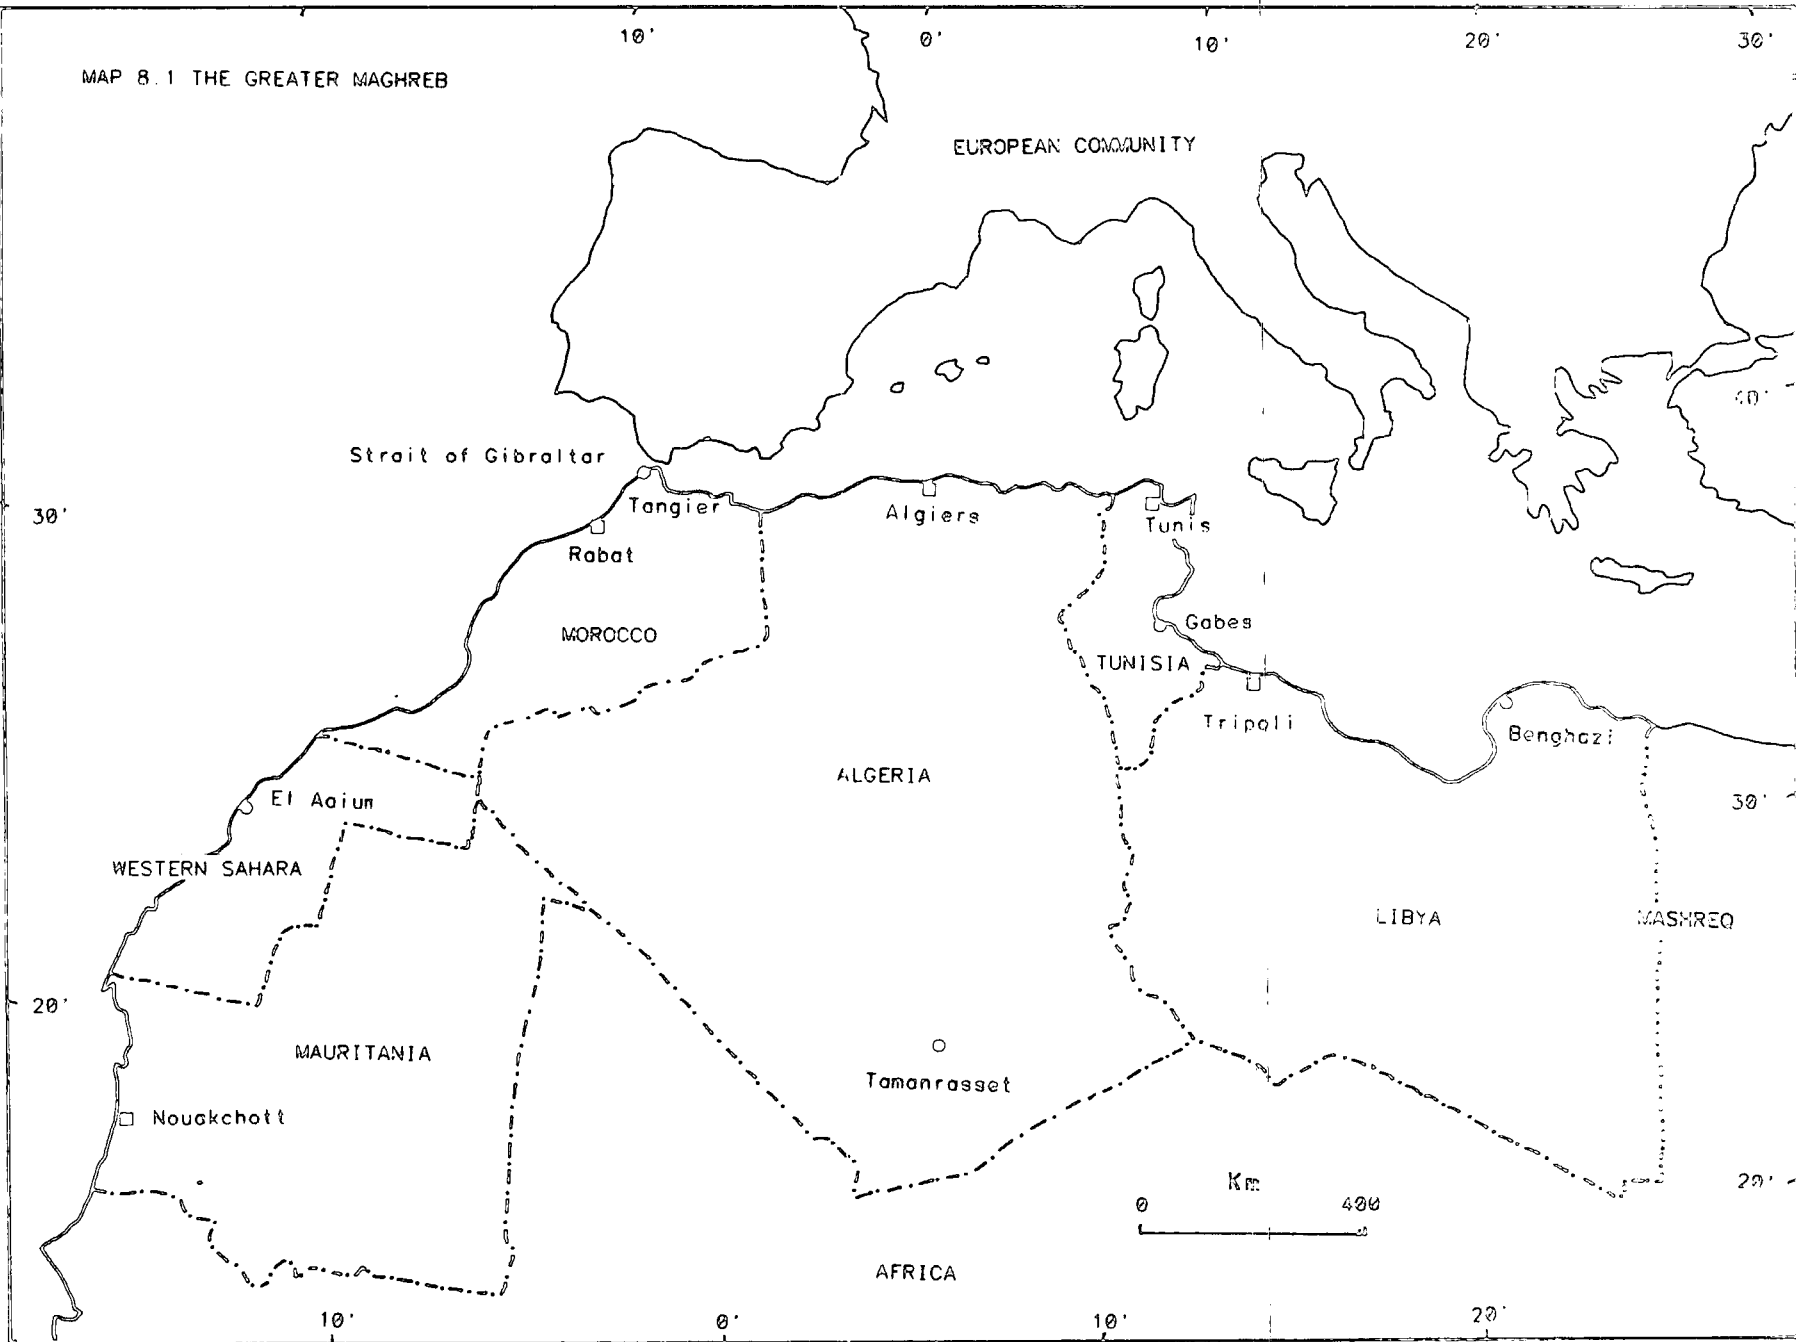 10' 0' 10' 20' 30'
MAP 8.1 THE GREATER MAGHREB
EUROPEAN COMMUNITY
40'
Strait of Gibraltar
30'
Tangier
Algiers
Tunis
Rabat
Gabes
MOROCCO
TUNISIA
Tripoli
Benghazi
ALGERIA
El Aaiun
30'
WESTERN SAHARA
LIBYA
MASHREQ
20'
MAURITANIA
Tamanrasset
Nouakchott
Km
20'
0 400
AFRICA
10' 0' 10' 20'